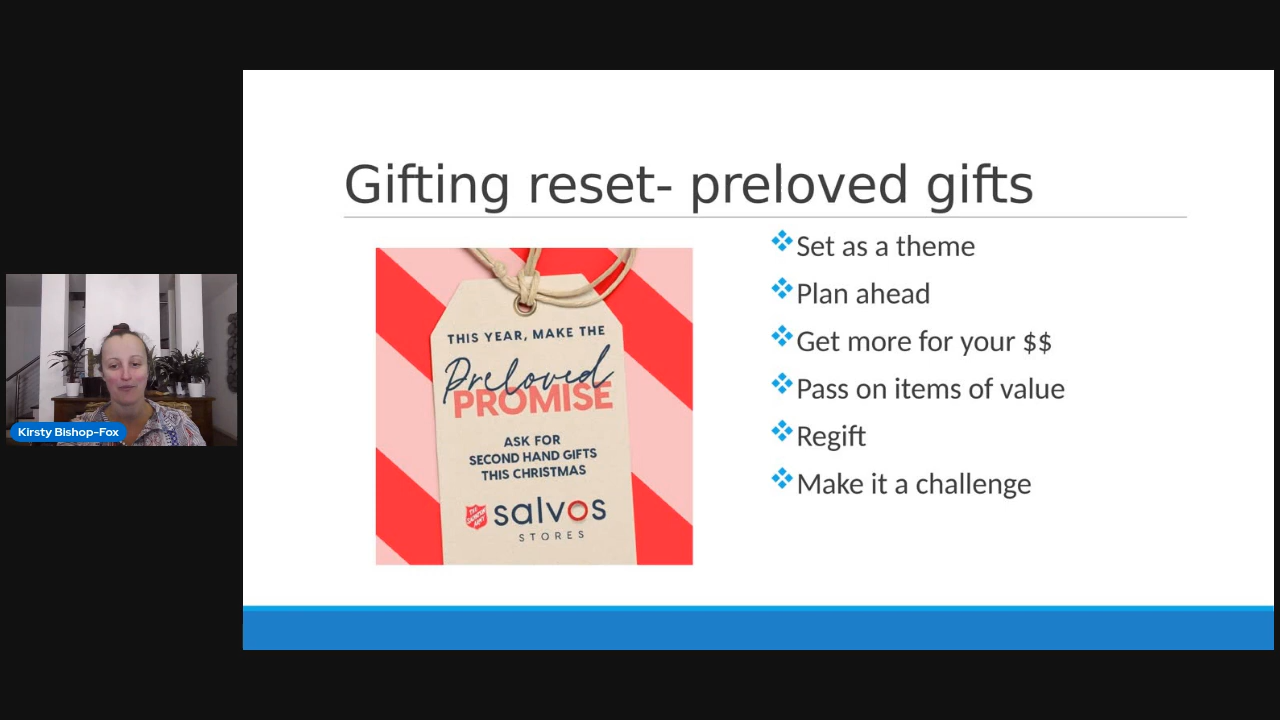 Gifting reset- preloved gifts
THIS YEAR, MAKE THE
Preloved
PROMISE
ASK FOR
SECOND HAND GIFTS
THIS CHRISTMAS
salvos
STORES
Set as a theme
Plan ahead
Get more for your $$
Pass on items of value
Regift
Make it a challenge
Kirsty Bishop-Fox